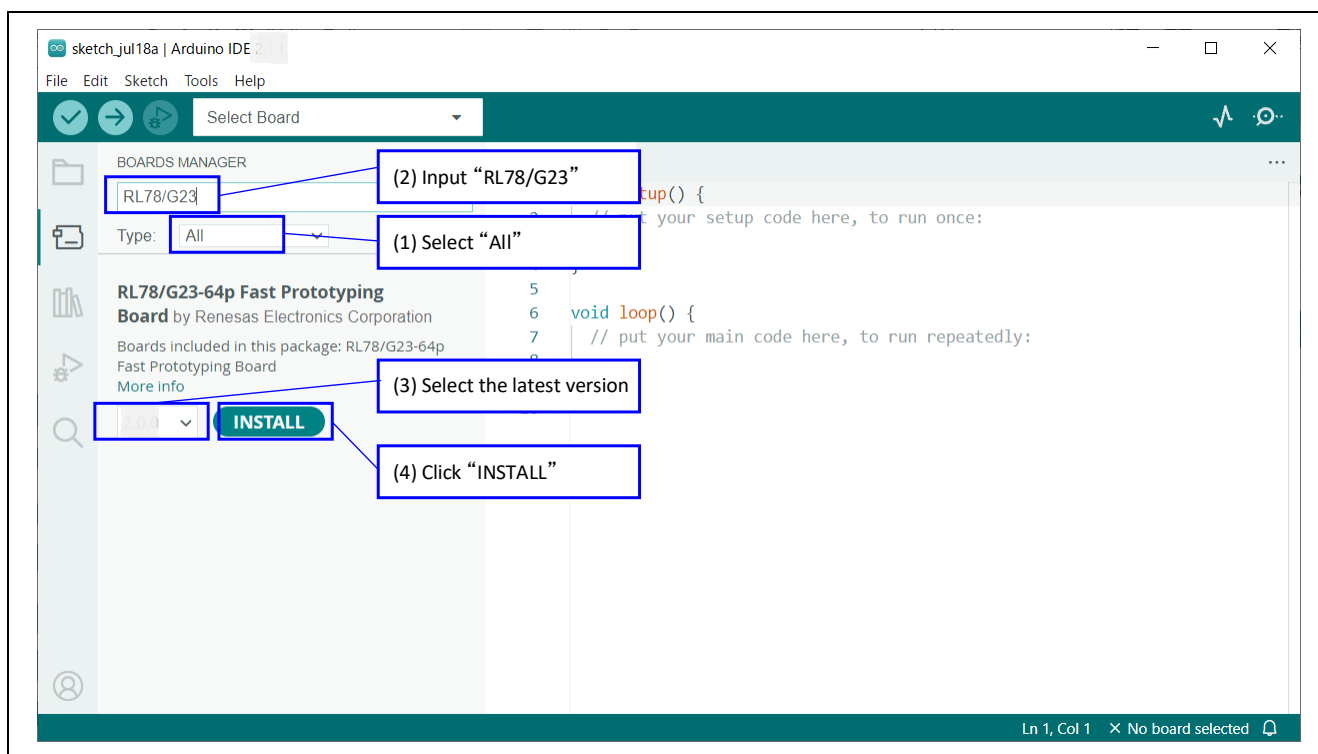 sketch_jul18a | Arduino IDE
File Edit Sketch Tools Help
Select Board
BOARDS MANAGER
RL78/G23
Type: All
RL78/G23-64p Fast Prototyping
Board by Renesas Electronics Corporation
Boards included in this package: RL78/G23-64p
Fast Prototyping Board
More info
2.0.0
INSTALL
(2) Input “RL78/G23”
(1) Select “All”
(3) Select the latest version
(4) Click “INSTALL”
() {
your setup code here, to run once:
5
6 void loop() {
7 // put your main code here, to run repeatedly:
Ln 1, Col 1 × No board selected